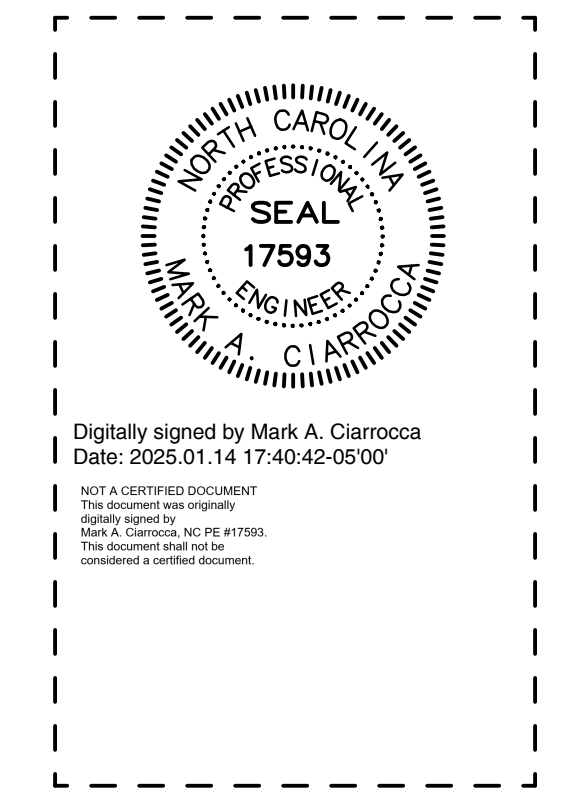 NORTH CAROLINA
PROFESSIONAL
SEAL
17593
ENGINEER
MARK A. CIARROCCA
Digitally signed by Mark A. Ciarrocca
Date: 2025.01.14 17:40:42-05'00'
NOT A CERTIFIED DOCUMENT
This document was originally
digitally signed by
Mark A. Ciarrocca, NC PE #17593.
This document shall not be
considered a certified document.